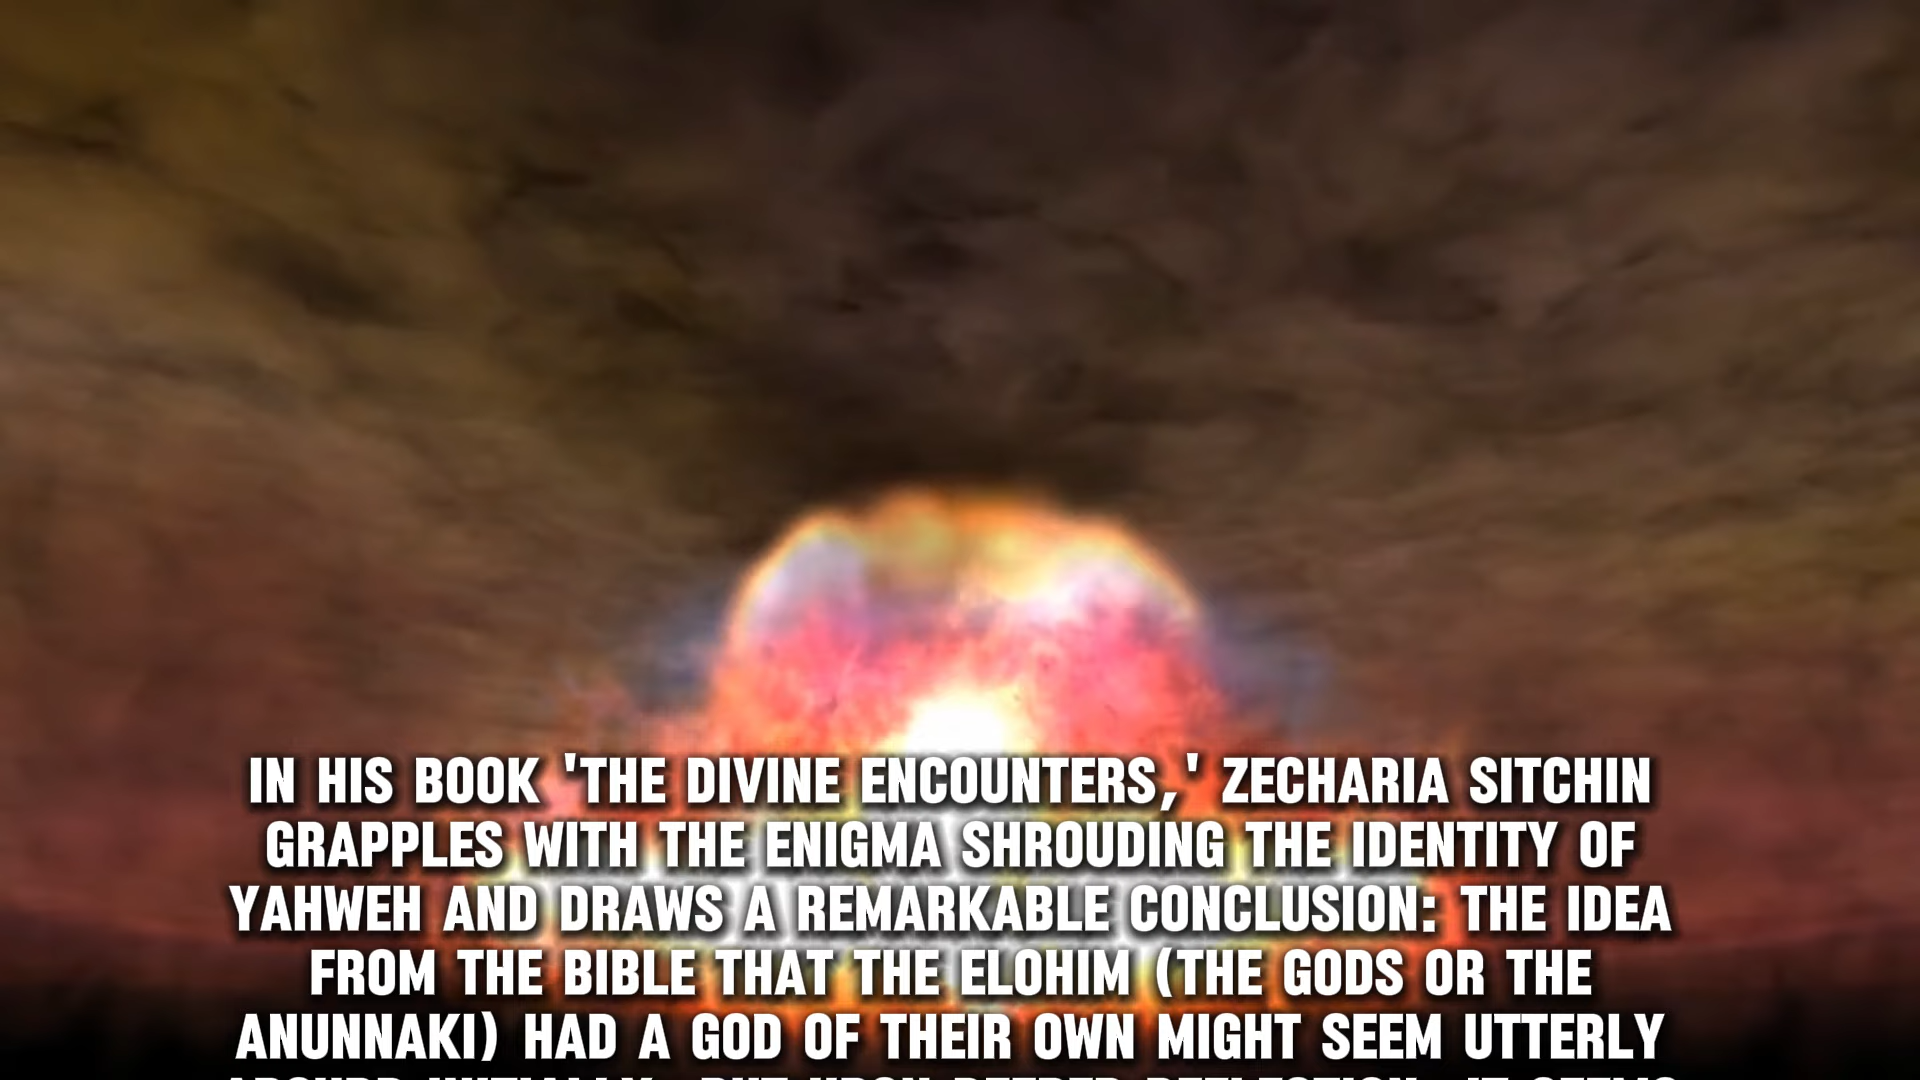 IN HIS BOOK 'THE DIVINE ENCOUNTERS,' ZECHARIA SITCHIN
GRAPPLES WITH THE ENIGMA SHROUDING THE IDENTITY OF
YAHWEH AND DRAWS A REMARKABLE CONCLUSION: THE IDEA
FROM THE BIBLE THAT THE ELOHIM (THE GODS OR THE
ANUNNAKI) HAD A GOD OF THEIR OWN MIGHT SEEM UTTERLY